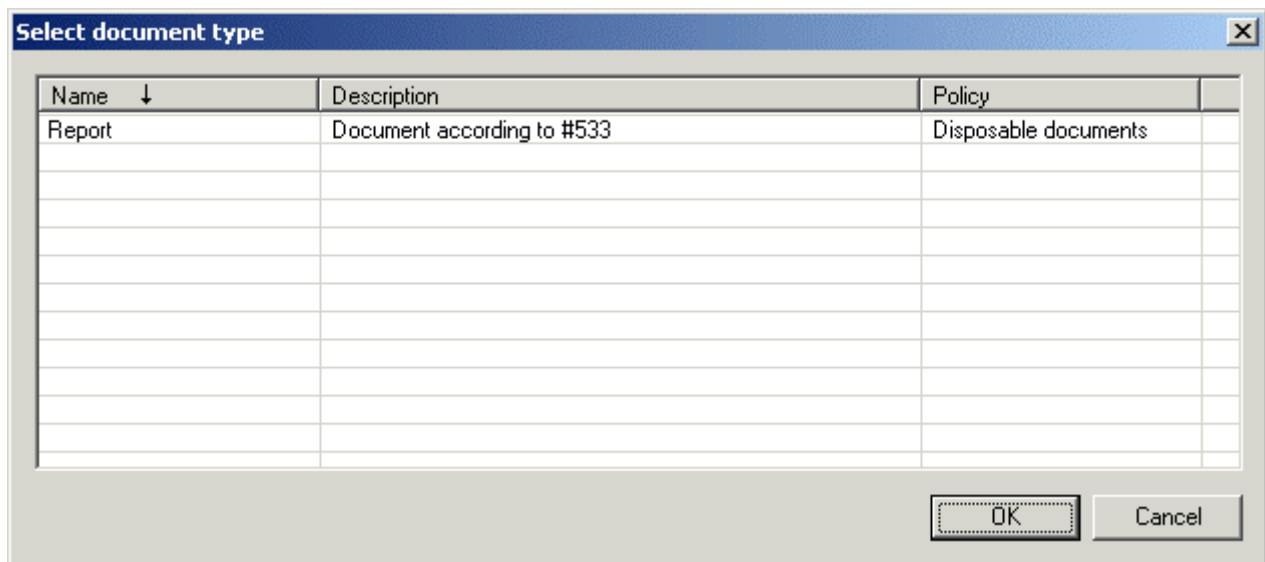 Select document type
Name ↓ Description Policy
Report Document according to #533 Disposable documents
OK Cancel